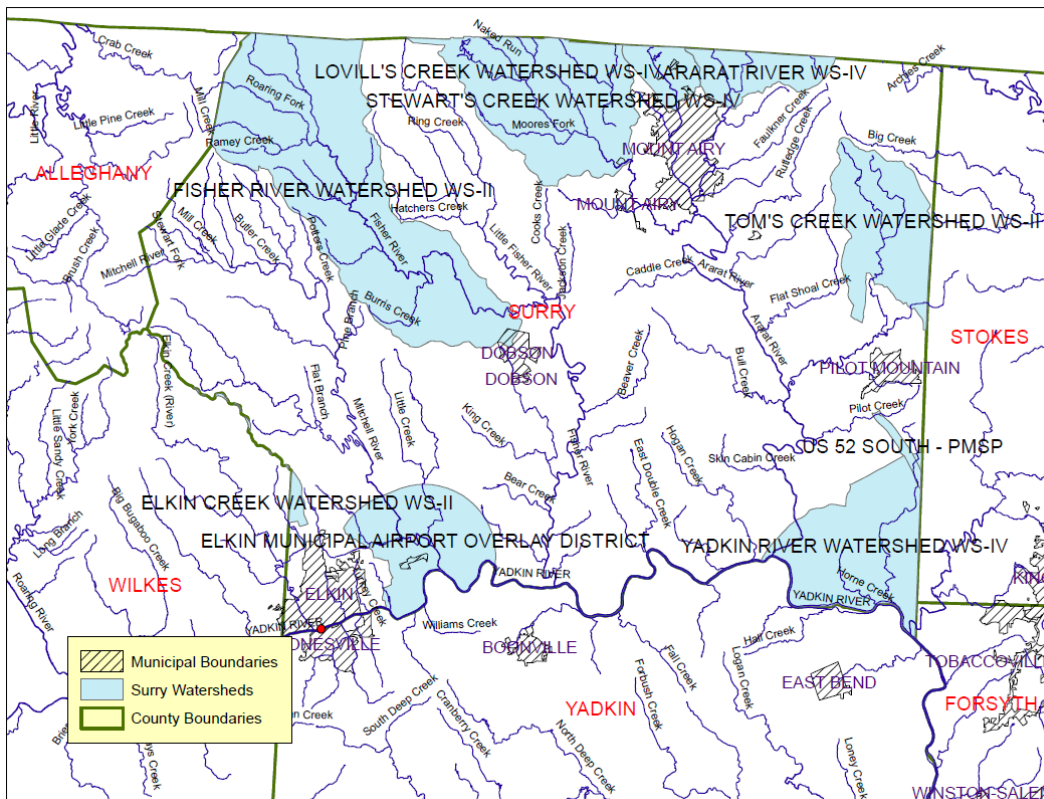 Crab Creek
Naked Run
Archies Creek
LOVILL'S CREEK WATERSHED WS-IV
ARARAT RIVER WS-IV
Roaring Fork
STEWART'S CREEK WATERSHED WS-IV
Little River
Little Pine Creek
Mill Creek
Ring Creek
Moores Fork
Faulkner Creek
Rutledge Creek
Big Creek
Ramey Creek
MOUNT AIRY
ALLEGHANY
FISHER RIVER WATERSHED WS-II
Hatchers Creek
MOUNT AIRY
TOM'S CREEK WATERSHED WS-II
Little Glade Creek
Brush Creek
Stewart Fork
Mill Creek
Butler Creek
Potters Creek
Fisher River
Little Fisher River
Cooks Creek
Jackson Creek
Mitchell River
Caddle Creek
Ararat River
Flat Shoal Creek
Burris Creek
SURRY
Pine Branch
Ararat River
STOKES
Elkin Creek (River)
DOBSON
DOBSON
Beaver Creek
Bull Creek
PILOT MOUNTAIN
Flat Branch
Mitchell River
Little Creek
King Creek
Pilot Creek
Little Sandy Creek
York Creek
Fisher River
Hogan Creek
East Double Creek
Skin Cabin Creek
US 52 SOUTH - PMSP
Bear Creek
Big Bugaboo Creek
ELKIN CREEK WATERSHED WS-II
Long Branch
ELKIN MUNICIPAL AIRPORT OVERLAY DISTRICT
YADKIN RIVER WATERSHED WS-IV
WILKES
Roaring River
YADKIN RIVER
Horne Creek
YADKIN RIVER
ELKIN
YADKIN RIVER
Williams Creek
Hall Creek
BOONVILLE
TOBACCOVILLE
Municipal Boundaries
Surry Watersheds
County Boundaries
Fall Creek
Logan Creek
Forbush Creek
EAST BEND
YADKIN
FORSYTH
South Deep Creek
Cranberry Creek
North Deep Creek
Loney Creek
WINSTON-SALEM